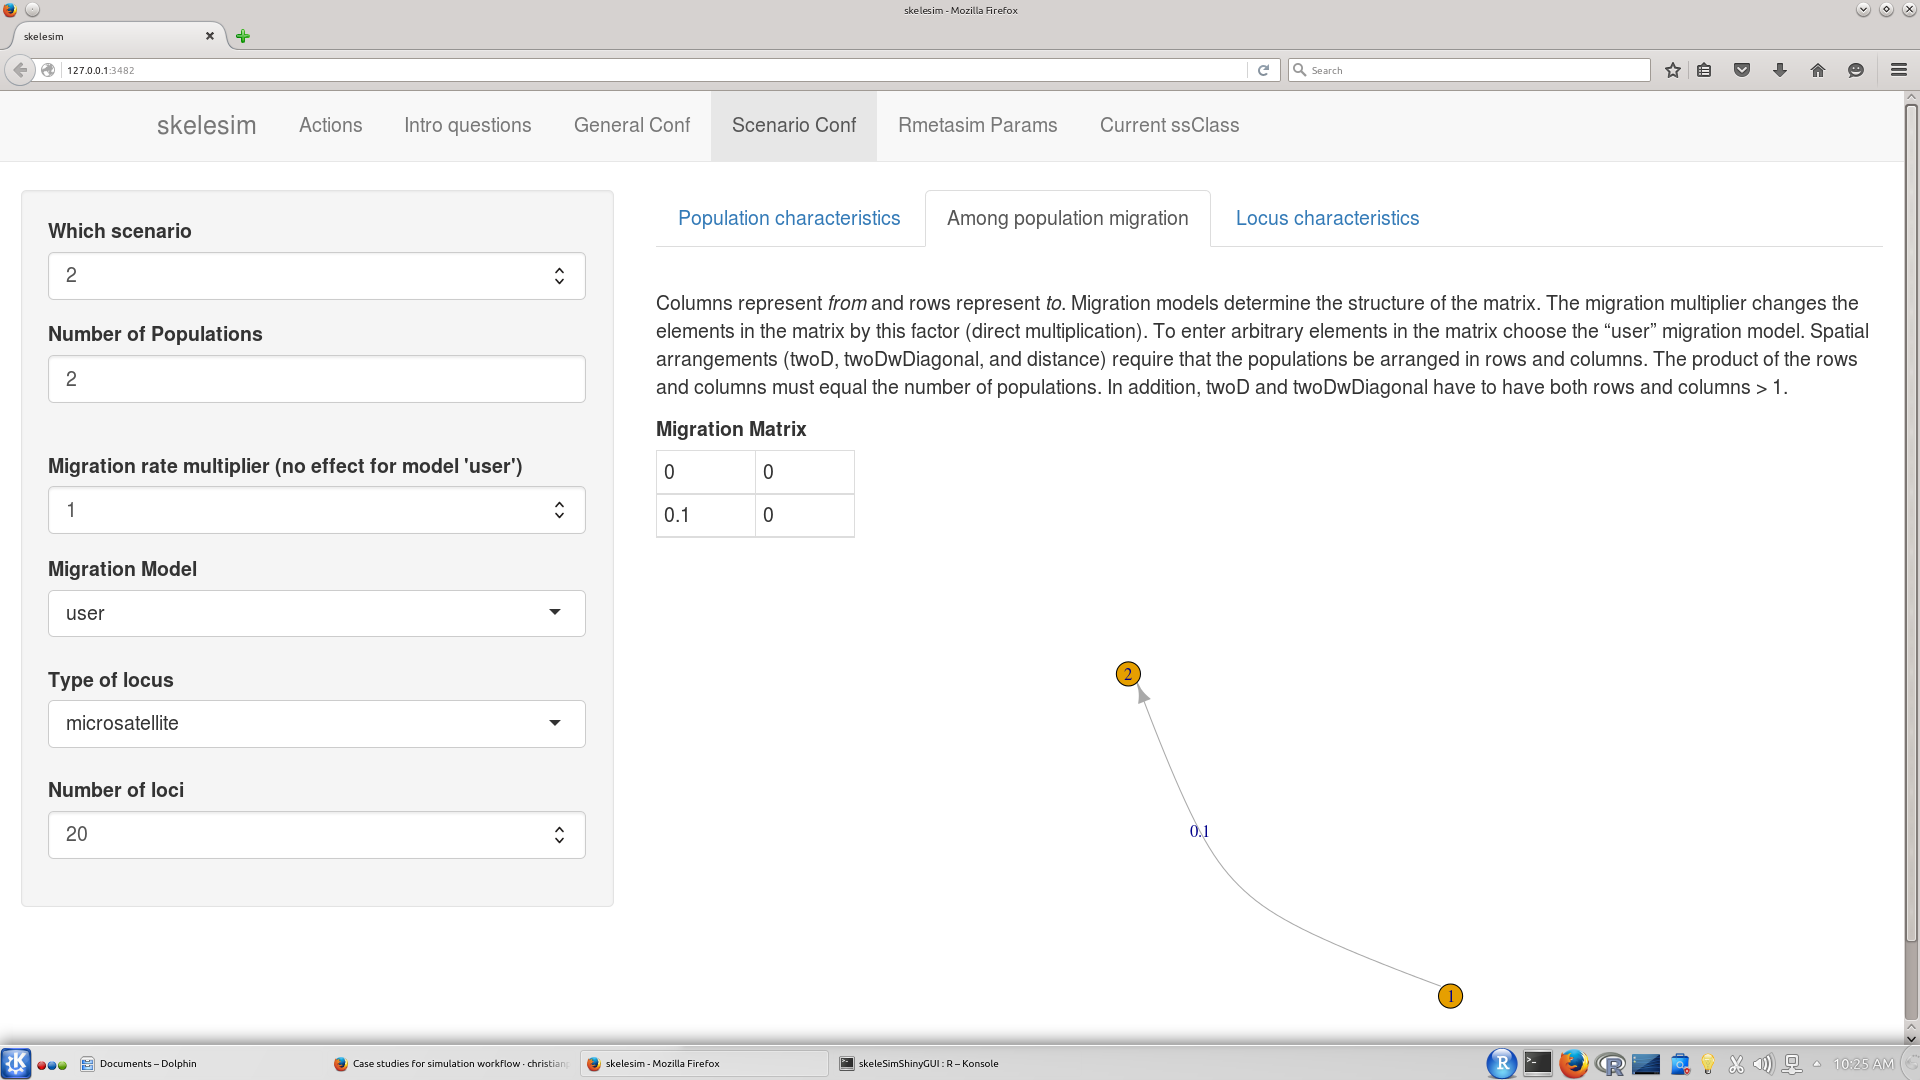 skelesim - Mozilla Firefox
skelesim
127.0.0.1:3482
Search
skelesim Actions Intro questions General Conf Scenario Conf Rmetasim Params Current ssClass
Which scenario
2
Number of Populations
2
Migration rate multiplier (no effect for model 'user')
1
Migration Model
user
Type of locus
microsatellite
Number of loci
20
Population characteristics Among population migration Locus characteristics
Columns represent from and rows represent to. Migration models determine the structure of the matrix. The migration multiplier changes the
elements in the matrix by this factor (direct multiplication). To enter arbitrary elements in the matrix choose the “user” migration model. Spatial
arrangements (twoD, twoDwDiagonal, and distance) require that the populations be arranged in rows and columns. The product of the rows
and columns must equal the number of populations. In addition, twoD and twoDwDiagonal have to have both rows and columns > 1.
Migration Matrix
0 0
0.1 0
2
0.1
1
Documents – Dolphin Case studies for simulation workflow · christian skelesim - Mozilla Firefox skeleSimShinyGUI : R – Konsole R R 10:25 AM